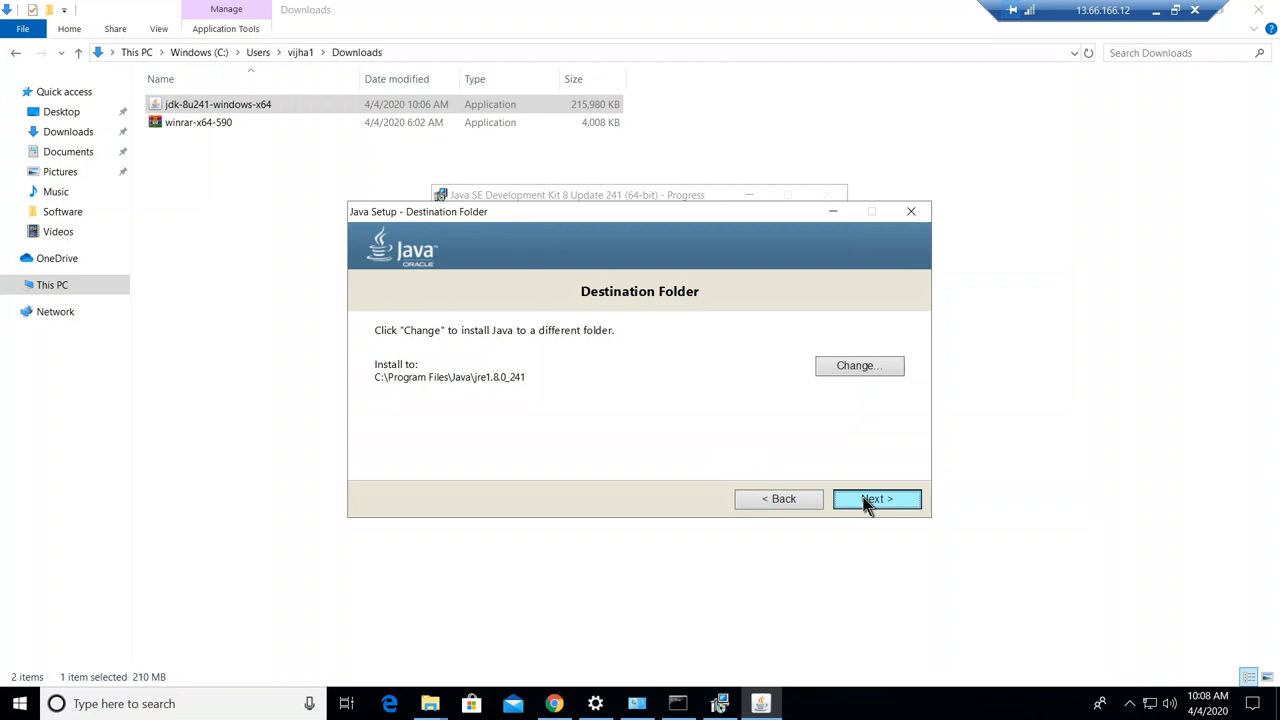 Manage
Downloads
13.66.166.12
File
Home
Share
View
Application Tools
This PC
Windows (C:)
Users
vijha1
Downloads
Search Downloads
Name
Date modified
Type
Size
Quick access
jdk-8u241-windows-x64
4/4/2020 10:06 AM
Application
215,980 KB
Desktop
winrar-x64-590
4/4/2020 6:02 AM
Application
4,008 KB
Downloads
Documents
Pictures
Music
Software
Videos
OneDrive
This PC
Network
Java SE Development Kit 8 Update 241 (64-bit) - Progress
Java Setup - Destination Folder
Java™
ORACLE
Destination Folder
Click "Change" to install Java to a different folder.
Install to:
C:\Program Files\Java\jre1.8.0_241
Change...
< Back
Next >
2 items
1 item selected 210 MB
Type here to search
10:08 AM
4/4/2020